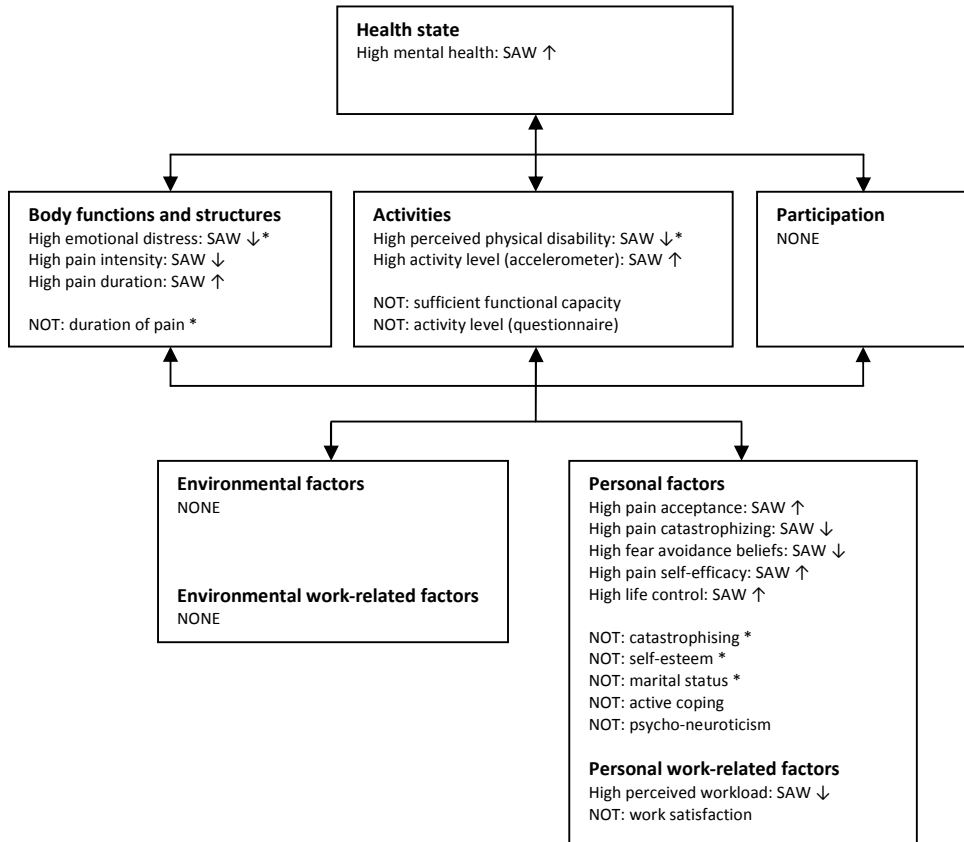 Health state
High mental health: SAW ↑
Body functions and structures
High emotional distress: SAW ↓*
High pain intensity: SAW ↓
High pain duration: SAW ↑
NOT: duration of pain *
Activities
High perceived physical disability: SAW ↓*
High activity level (accelerometer): SAW ↑
NOT: sufficient functional capacity
NOT: activity level (questionnaire)
Participation
NONE
Environmental factors
NONE
Environmental work-related factors
NONE
Personal factors
High pain acceptance: SAW ↑
High pain catastrophizing: SAW ↓
High fear avoidance beliefs: SAW ↓
High pain self-efficacy: SAW ↑
High life control: SAW ↑
NOT: catastrophising *
NOT: self-esteem *
NOT: marital status *
NOT: active coping
NOT: psycho-neuroticism
Personal work-related factors
High perceived workload: SAW ↓
NOT: work satisfaction